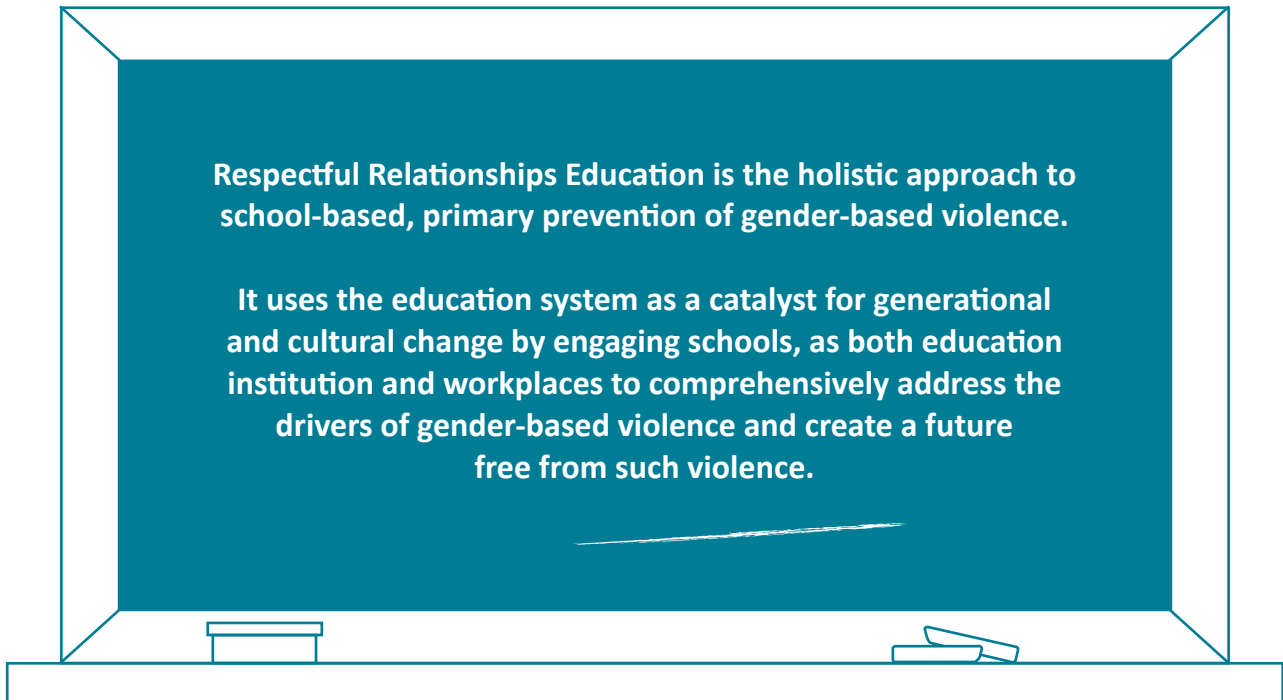 Respectful Relationships Education is the holistic approach to
school-based, primary prevention of gender-based violence.
It uses the education system as a catalyst for generational
and cultural change by engaging schools, as both education
institution and workplaces to comprehensively address the
drivers of gender-based violence and create a future
free from such violence.